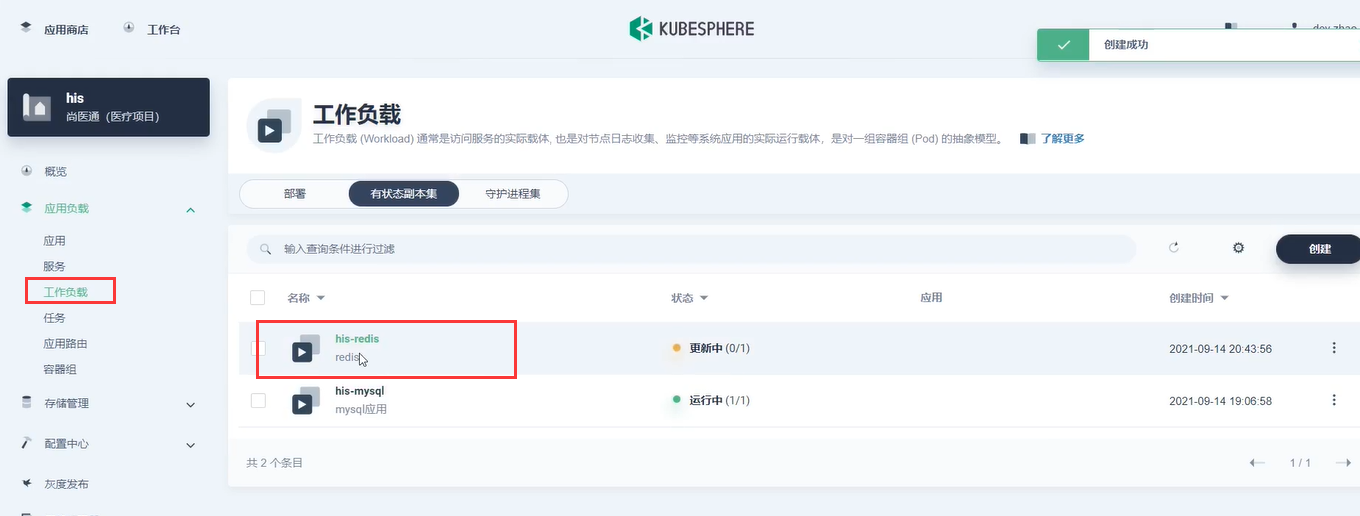 应用商店
工作台
KUBESPHERE
创建成功
his
尚医通（医疗项目）
概览
应用负载
应用
服务
工作负载
任务
应用路由
容器组
存储管理
配置中心
灰度发布
工作负载
工作负载 (Workload) 通常是访问服务的实际载体, 也是对节点日志收集、监控等系统应用的实际运行载体，是对一组容器组 (Pod) 的抽象模型。
了解更多
部署
有状态副本集
守护进程集
输入查询条件进行过滤
创建
名称
状态
应用
创建时间
his-redis
redis
更新中 (0/1)
2021-09-14 20:43:56
his-mysql
mysql应用
运行中 (1/1)
2021-09-14 19:06:58
共 2 个条目
1 / 1